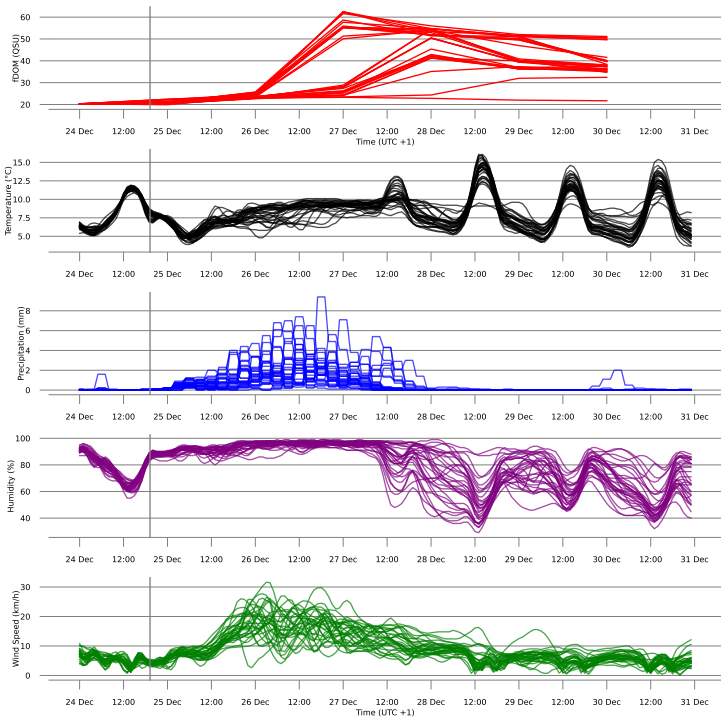 fDOM (QSU)
60
50
40
30
20
24 Dec 12:00 25 Dec 12:00 26 Dec 12:00 27 Dec 12:00 28 Dec 12:00 29 Dec 12:00 30 Dec 12:00 31 Dec
Time (UTC +1)
Temperature (°C)
15.0
12.5
10.0
7.5
5.0
24 Dec 12:00 25 Dec 12:00 26 Dec 12:00 27 Dec 12:00 28 Dec 12:00 29 Dec 12:00 30 Dec 12:00 31 Dec
Precipitation (mm)
8
6
4
2
0
24 Dec 12:00 25 Dec 12:00 26 Dec 12:00 27 Dec 12:00 28 Dec 12:00 29 Dec 12:00 30 Dec 12:00 31 Dec
Humidity (%)
100
80
60
40
24 Dec 12:00 25 Dec 12:00 26 Dec 12:00 27 Dec 12:00 28 Dec 12:00 29 Dec 12:00 30 Dec 12:00 31 Dec
Wind Speed (km/h)
30
20
10
0
24 Dec 12:00 25 Dec 12:00 26 Dec 12:00 27 Dec 12:00 28 Dec 12:00 29 Dec 12:00 30 Dec 12:00 31 Dec
Time (UTC +1)